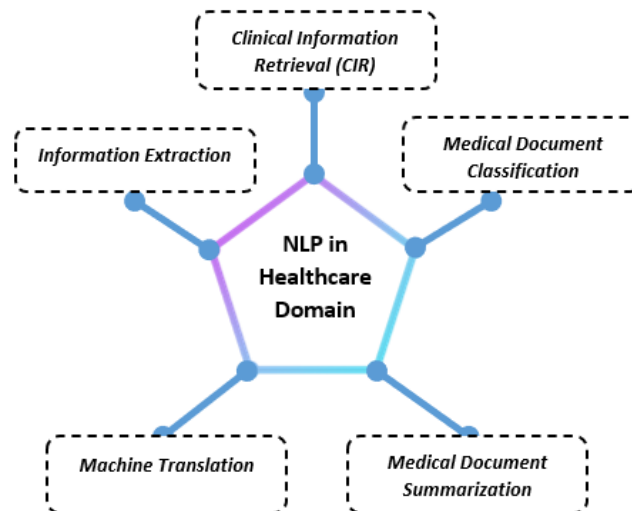 Clinical Information
Retrieval (CIR)
Information Extraction
Medical Document
Classification
NLP in
Healthcare
Domain
Machine Translation
Medical Document
Summarization